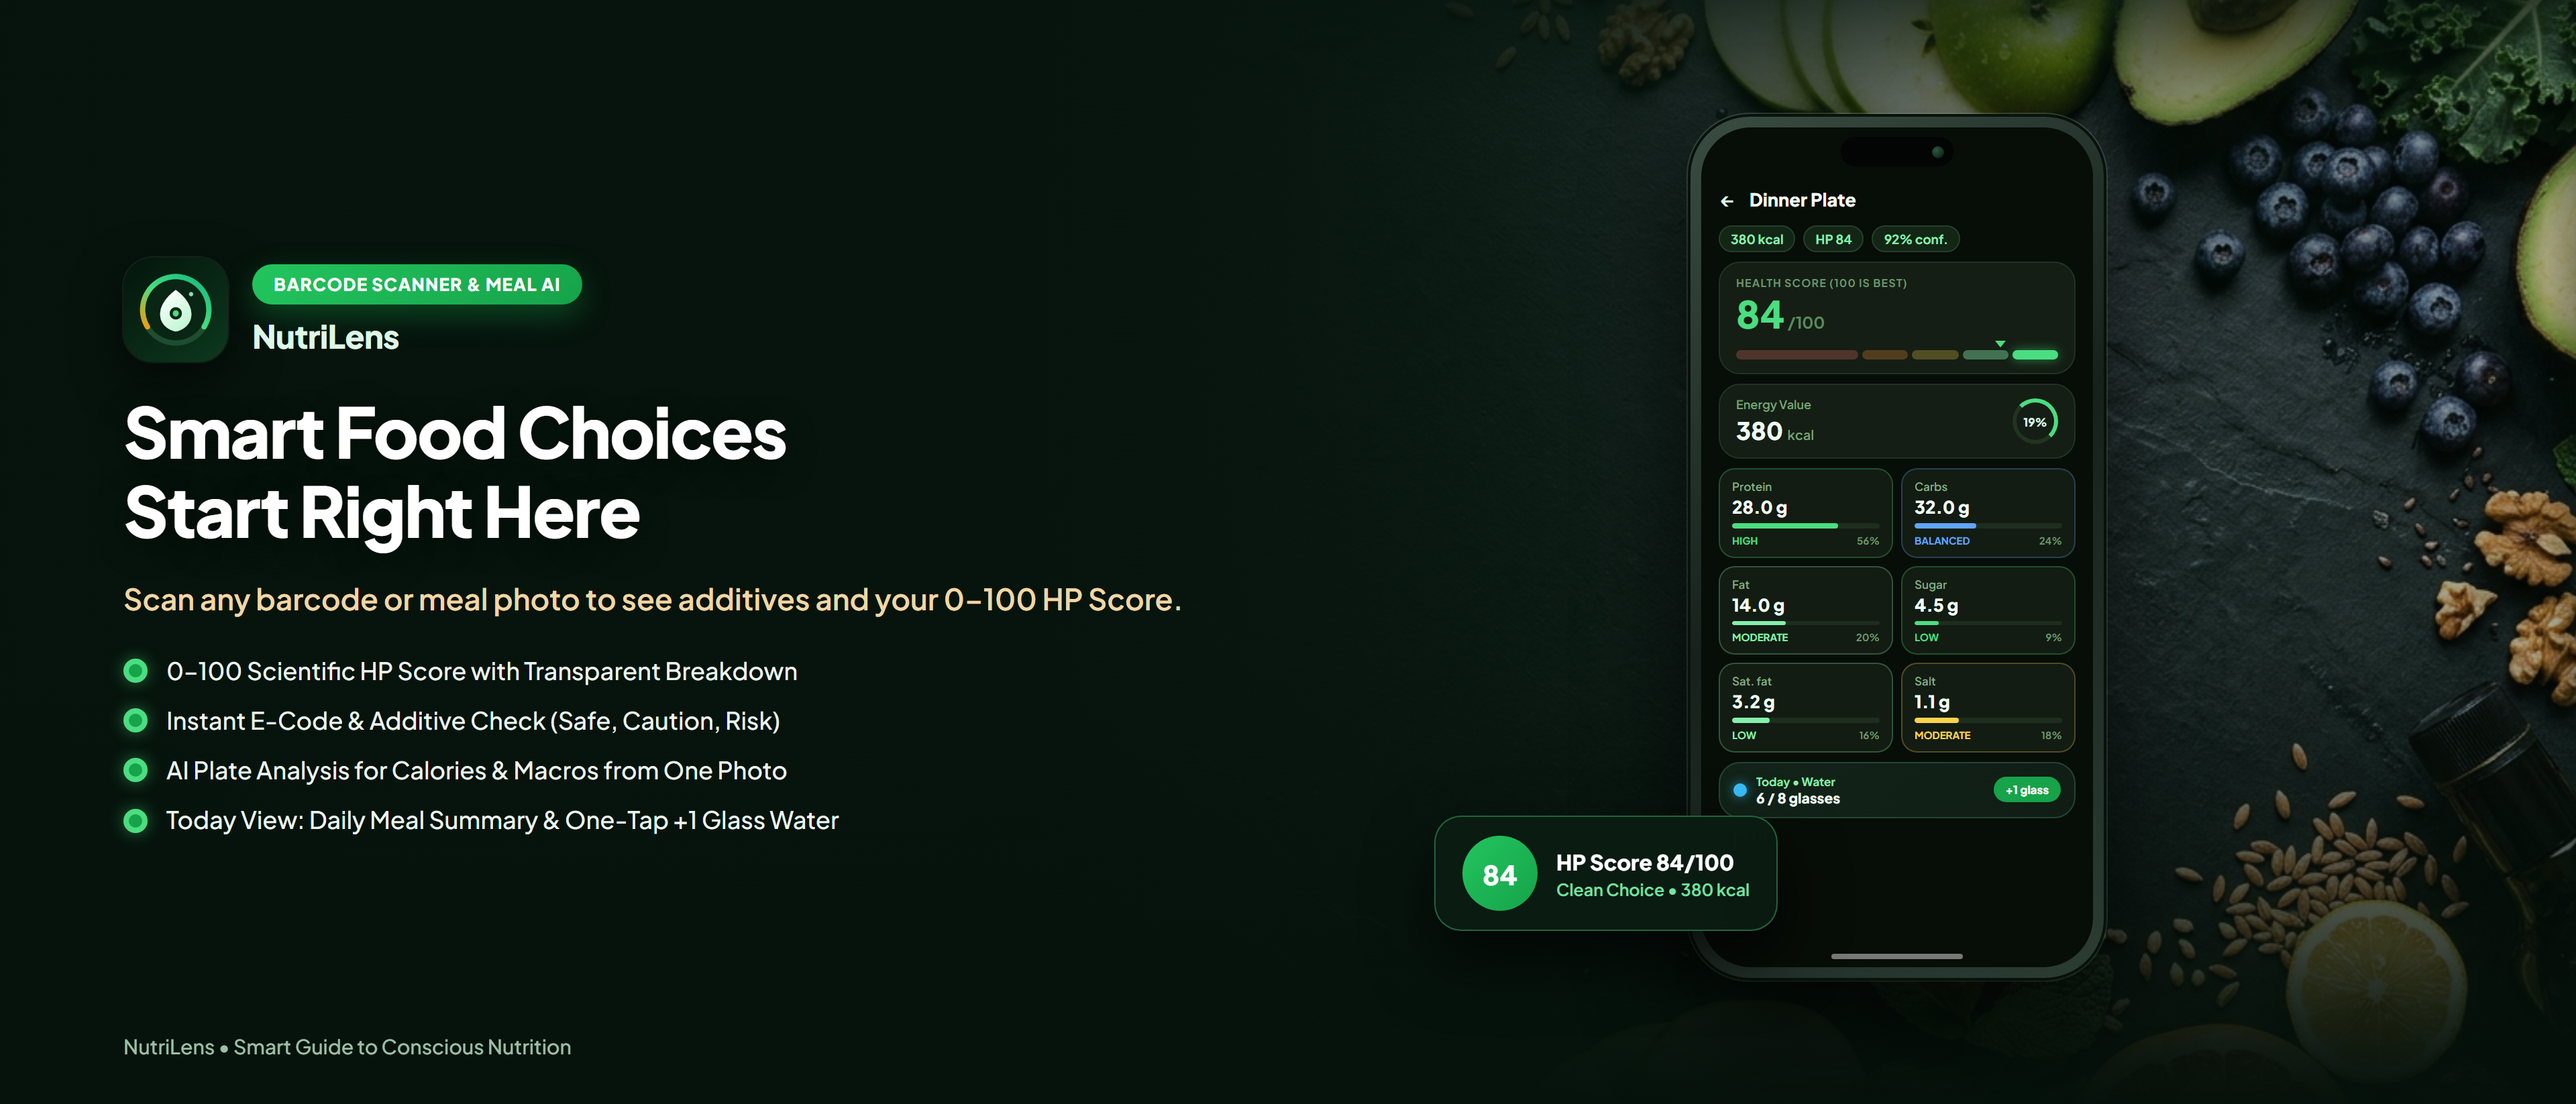 BARCODE SCANNER & MEAL AI
NutriLens
Smart Food Choices
Start Right Here
Scan any barcode or meal photo to see additives and your 0–100 HP Score.
0–100 Scientific HP Score with Transparent Breakdown
Instant E-Code & Additive Check (Safe, Caution, Risk)
AI Plate Analysis for Calories & Macros from One Photo
Today View: Daily Meal Summary & One-Tap +1 Glass Water
NutriLens • Smart Guide to Conscious Nutrition
← Dinner Plate
380 kcal HP 84 92% conf.
HEALTH SCORE (100 IS BEST)
84 /100
Energy Value
380 kcal
19%
Protein
28.0 g
HIGH 56%
Carbs
32.0 g
BALANCED 24%
Fat
14.0 g
MODERATE 20%
Sugar
4.5 g
LOW 9%
Sat. fat
3.2 g
LOW 16%
Salt
1.1 g
MODERATE 18%
Today • Water
6 / 8 glasses
+1 glass
84
HP Score 84/100
Clean Choice • 380 kcal